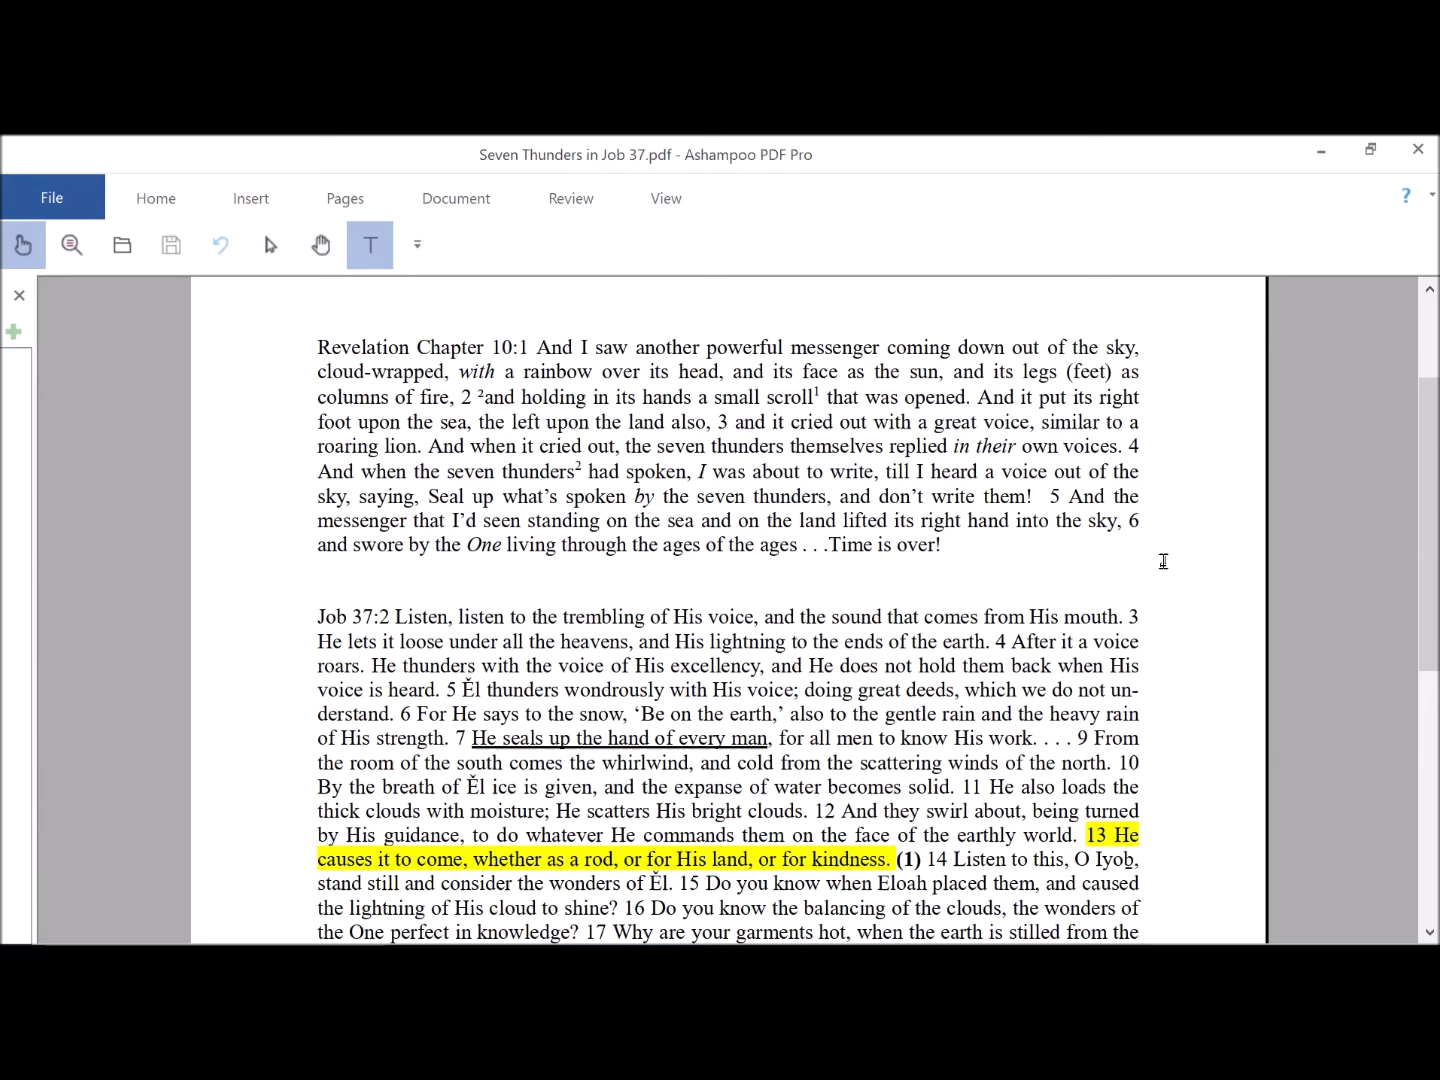 Seven Thunders in Job 37.pdf - Ashampoo PDF Pro
File Home Insert Pages Document Review View ?
T
Revelation Chapter 10:1 And I saw another powerful messenger coming down out of the sky,
cloud-wrapped, with a rainbow over its head, and its face as the sun, and its legs (feet) as
columns of fire, 2 ²and holding in its hands a small scroll¹ that was opened. And it put its right
foot upon the sea, the left upon the land also, 3 and it cried out with a great voice, similar to a
roaring lion. And when it cried out, the seven thunders themselves replied in their own voices. 4
And when the seven thunders² had spoken, I was about to write, till I heard a voice out of the
sky, saying, Seal up what’s spoken by the seven thunders, and don’t write them! 5 And the
messenger that I’d seen standing on the sea and on the land lifted its right hand into the sky, 6
and swore by the One living through the ages of the ages . . .Time is over!
Job 37:2 Listen, listen to the trembling of His voice, and the sound that comes from His mouth. 3
He lets it loose under all the heavens, and His lightning to the ends of the earth. 4 After it a voice
roars. He thunders with the voice of His excellency, and He does not hold them back when His
voice is heard. 5 Ěl thunders wondrously with His voice; doing great deeds, which we do not un-
derstand. 6 For He says to the snow, ‘Be on the earth,’ also to the gentle rain and the heavy rain
of His strength. 7 He seals up the hand of every man, for all men to know His work. . . . 9 From
the room of the south comes the whirlwind, and cold from the scattering winds of the north. 10
By the breath of Ěl ice is given, and the expanse of water becomes solid. 11 He also loads the
thick clouds with moisture; He scatters His bright clouds. 12 And they swirl about, being turned
by His guidance, to do whatever He commands them on the face of the earthly world. 13 He
causes it to come, whether as a rod, or for His land, or for kindness. (1) 14 Listen to this, O Iyoḇ,
stand still and consider the wonders of Ěl. 15 Do you know when Eloah placed them, and caused
the lightning of His cloud to shine? 16 Do you know the balancing of the clouds, the wonders of
the One perfect in knowledge? 17 Why are your garments hot, when the earth is stilled from the